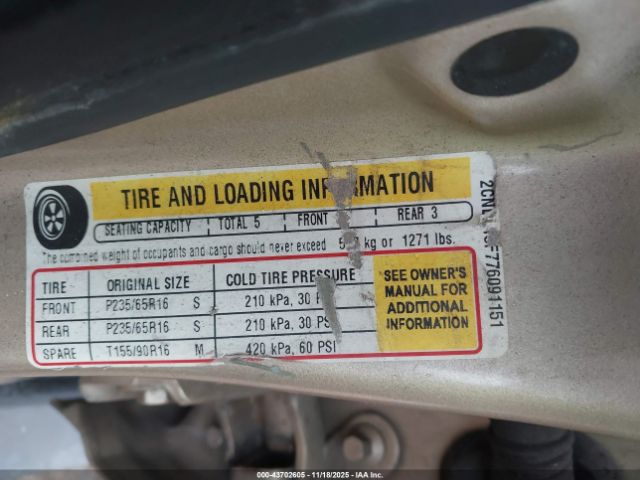 TIRE AND LOADING INFORMATION
SEATING CAPACITY TOTAL 5 FRONT REAR 3
The combined weight of occupants and cargo should never exceed kg or 1271 lbs.
TIRE ORIGINAL SIZE COLD TIRE PRESSURE
FRONT P235/65R16 S 210 kPa, 30 PSI
REAR P235/65R16 S 210 kPa, 30 PSI
SPARE T155/90R16 M 420 kPa, 60 PSI
SEE OWNER'S
MANUAL FOR
ADDITIONAL
INFORMATION
000-43702605 - 11/18/2025 - IAA Inc.